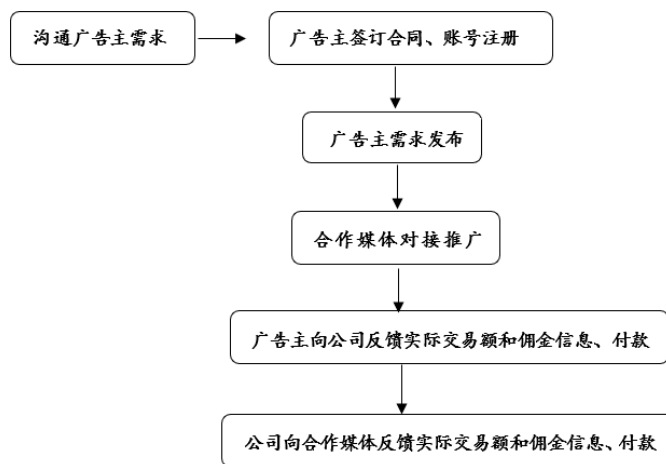 沟通广告主需求
广告主签订合同、账号注册
广告主需求发布
合作媒体对接推广
广告主向公司反馈实际交易额和佣金信息、付款
公司向合作媒体反馈实际交易额和佣金信息、付款